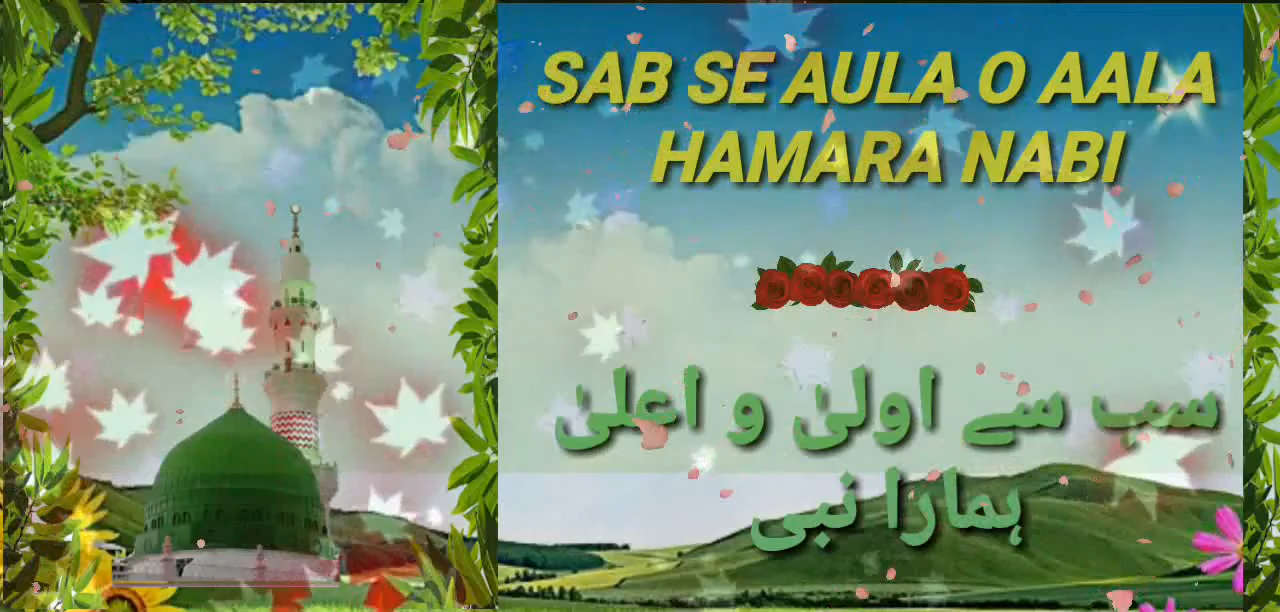 SAB SE AULA O AALA
HAMARA NABI
سب سے اولیٰ و اعلیٰ
ہمارا نبی